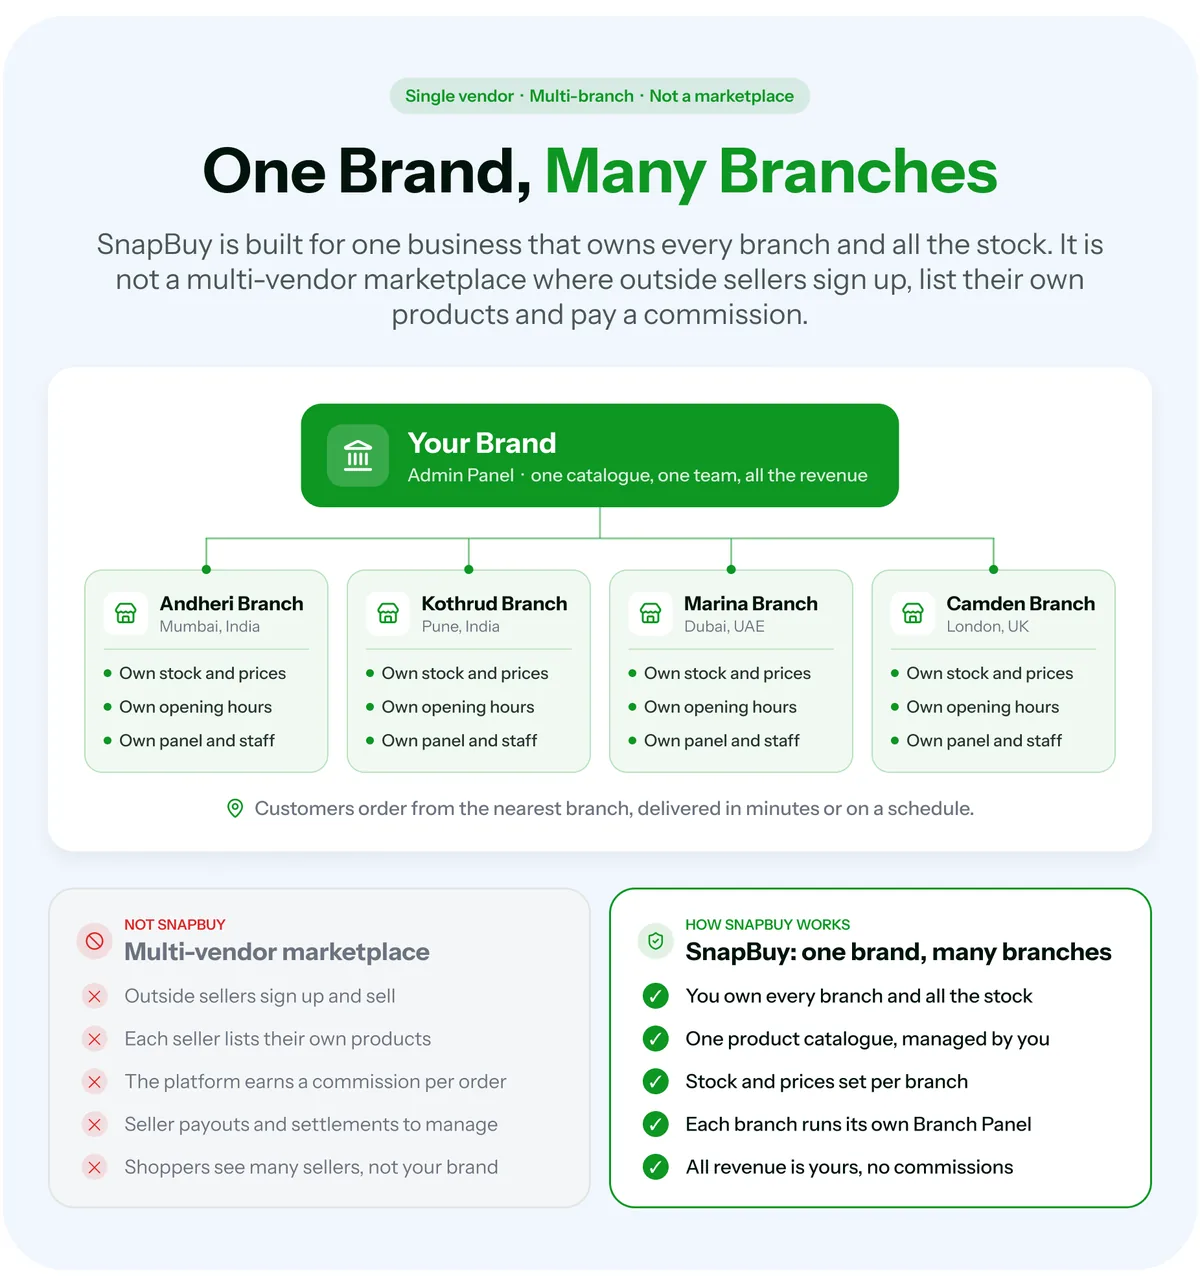 Single vendor · Multi-branch · Not a marketplace
One Brand, Many Branches
SnapBuy is built for one business that owns every branch and all the stock. It is
not a multi-vendor marketplace where outside sellers sign up, list their own
products and pay a commission.
Your Brand
Admin Panel · one catalogue, one team, all the revenue
Andheri Branch
Mumbai, India
Own stock and prices
Own opening hours
Own panel and staff
Kothrud Branch
Pune, India
Own stock and prices
Own opening hours
Own panel and staff
Marina Branch
Dubai, UAE
Own stock and prices
Own opening hours
Own panel and staff
Camden Branch
London, UK
Own stock and prices
Own opening hours
Own panel and staff
Customers order from the nearest branch, delivered in minutes or on a schedule.
NOT SNAPBUY
Multi-vendor marketplace
Outside sellers sign up and sell
Each seller lists their own products
The platform earns a commission per order
Seller payouts and settlements to manage
Shoppers see many sellers, not your brand
HOW SNAPBUY WORKS
SnapBuy: one brand, many branches
You own every branch and all the stock
One product catalogue, managed by you
Stock and prices set per branch
Each branch runs its own Branch Panel
All revenue is yours, no commissions